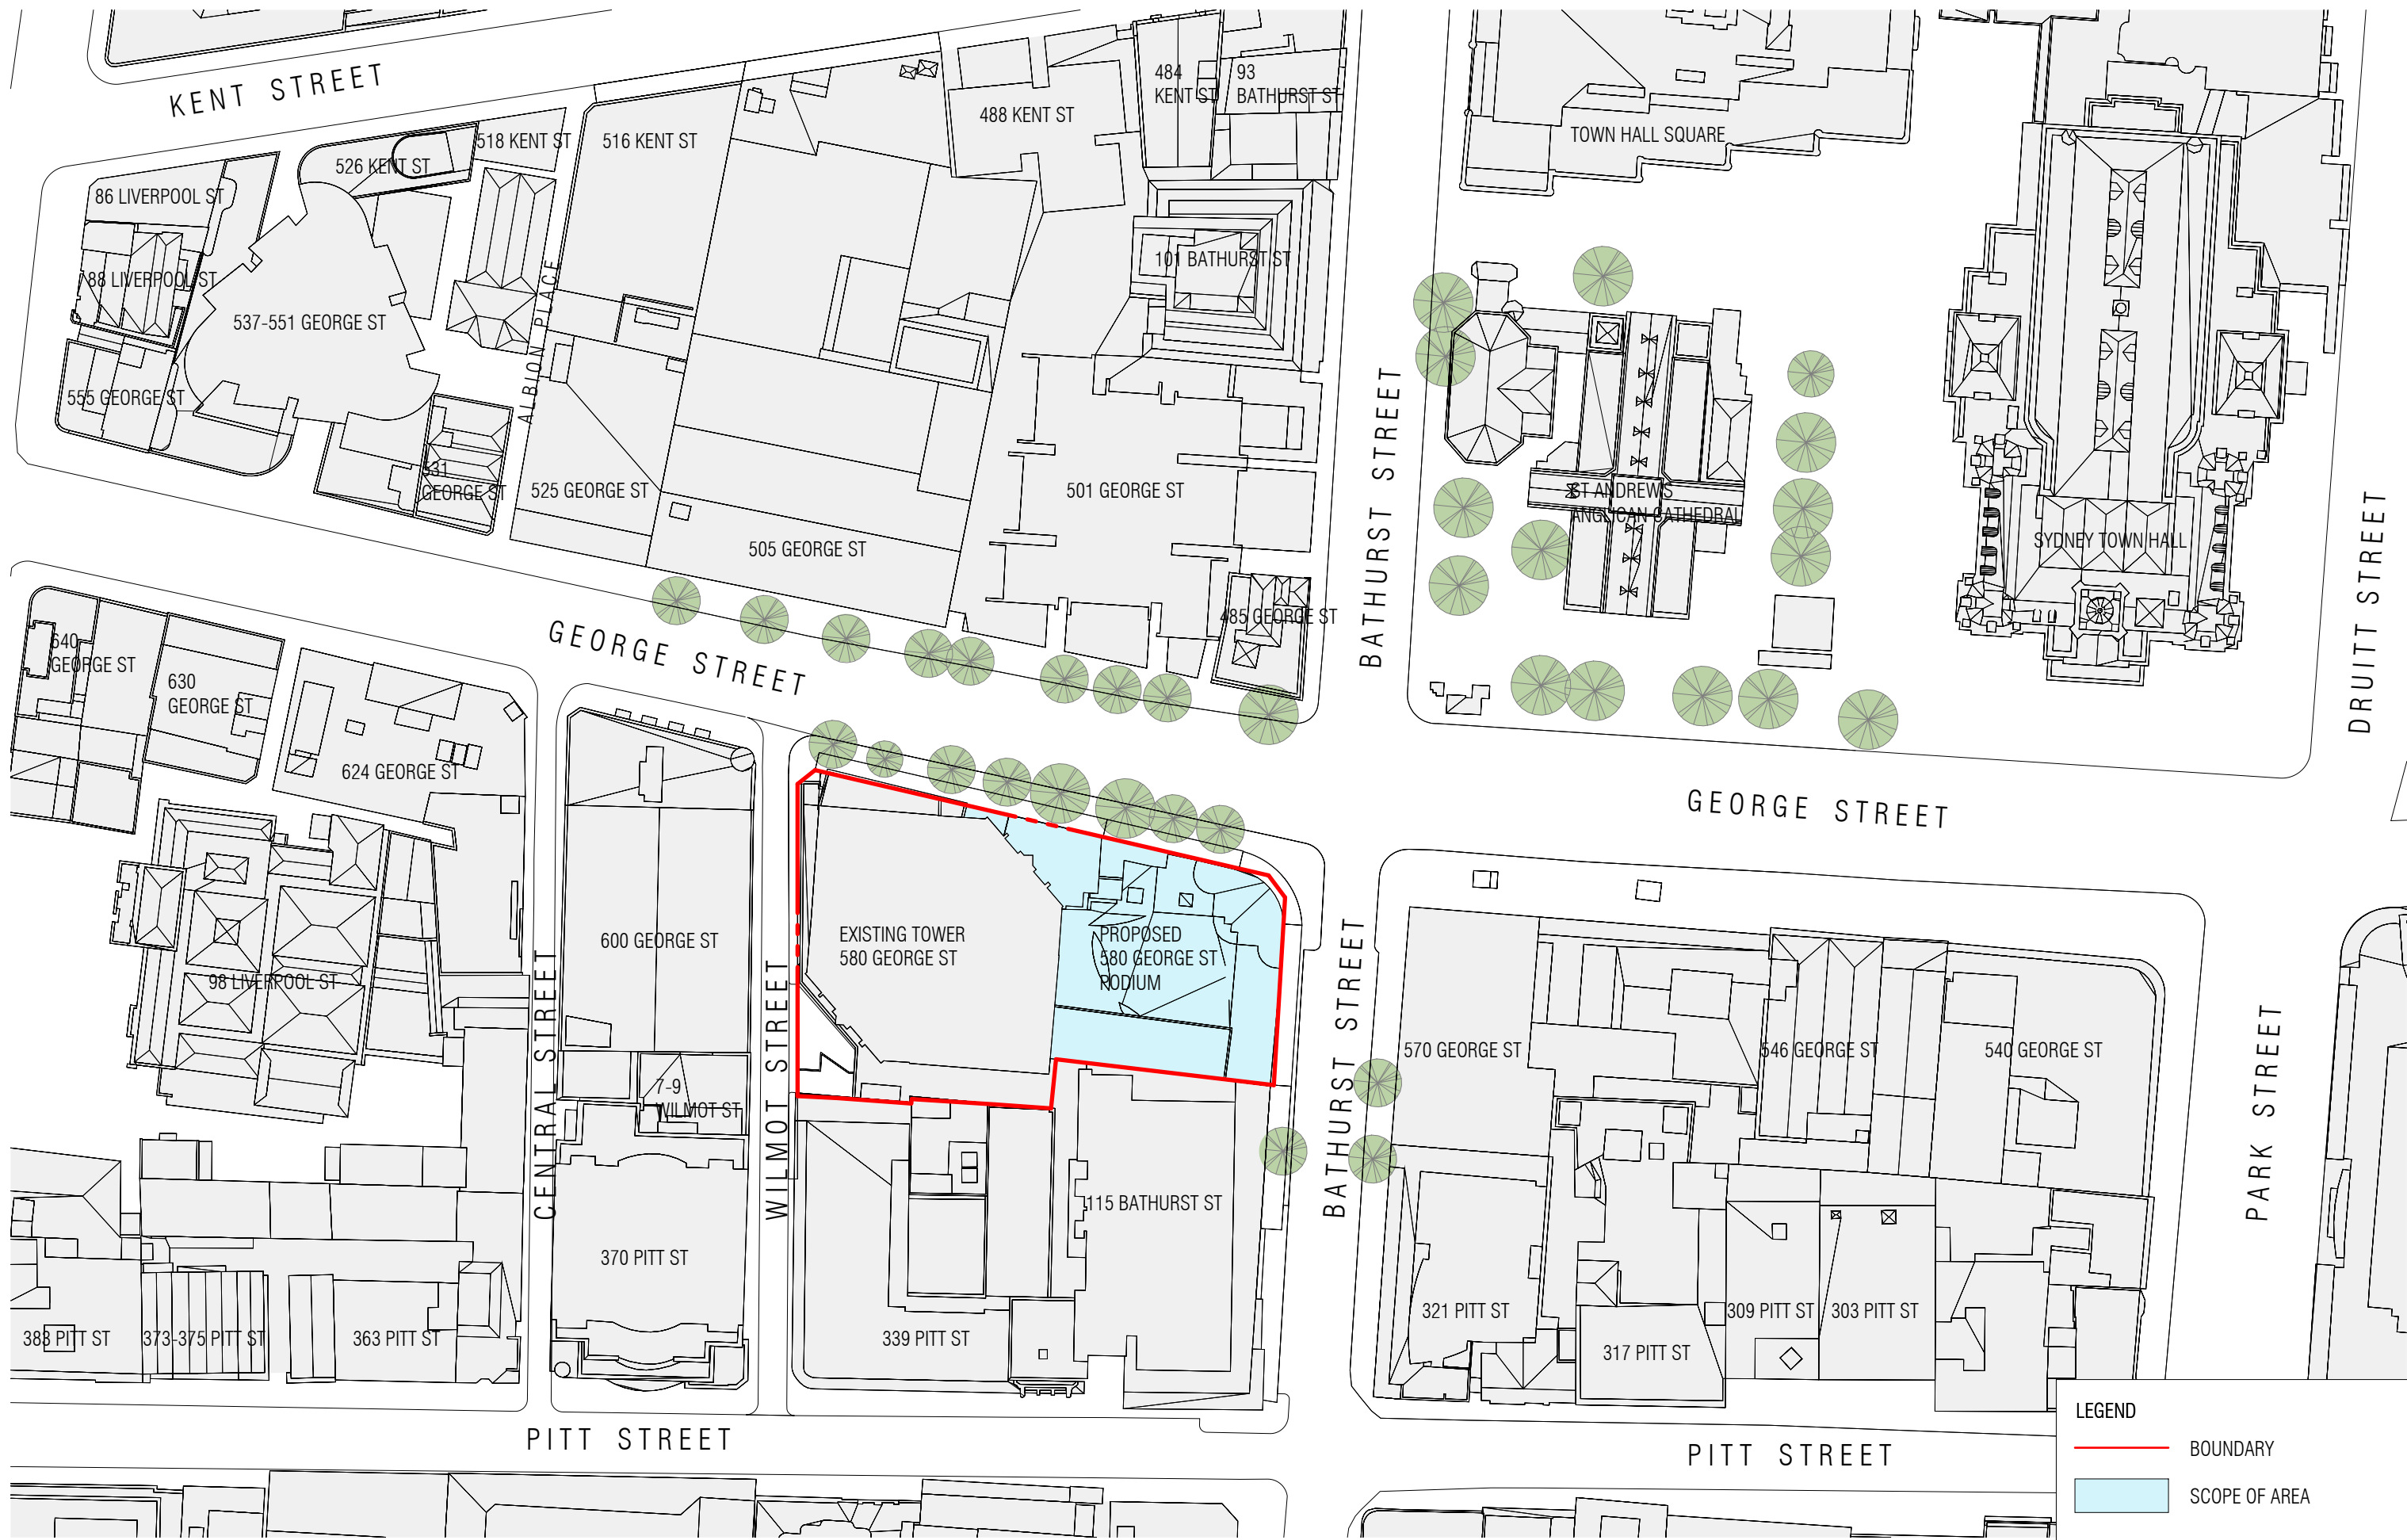 KENT STREET
484
KENT ST
93
BATHURST ST
488 KENT ST
TOWN HALL SQUARE
518 KENT ST
516 KENT ST
526 KENT ST
86 LIVERPOOL ST
101 BATHURST ST
88 LIVERPOOL ST
537-551 GEORGE ST
ALBION PLACE
555 GEORGE ST
531
GEORGE ST
525 GEORGE ST
501 GEORGE ST
BATHURST STREET
ST ANDREW'S
ANGLICAN CATHEDRAL
505 GEORGE ST
SYDNEY TOWN HALL
DRUITT STREET
485 GEORGE ST
GEORGE STREET
640
GEORGE ST
630
GEORGE ST
624 GEORGE ST
GEORGE STREET
600 GEORGE ST
EXISTING TOWER
580 GEORGE ST
PROPOSED
580 GEORGE ST
PODIUM
98 LIVERPOOL ST
CENTRAL STREET
WILMOT STREET
BATHURST STREET
570 GEORGE ST
546 GEORGE ST
540 GEORGE ST
PARK STREET
7-9
WILMOT ST
115 BATHURST ST
370 PITT ST
383 PITT ST
373-375 PITT ST
363 PITT ST
339 PITT ST
321 PITT ST
317 PITT ST
309 PITT ST
303 PITT ST
PITT STREET
PITT STREET
LEGEND
BOUNDARY
SCOPE OF AREA